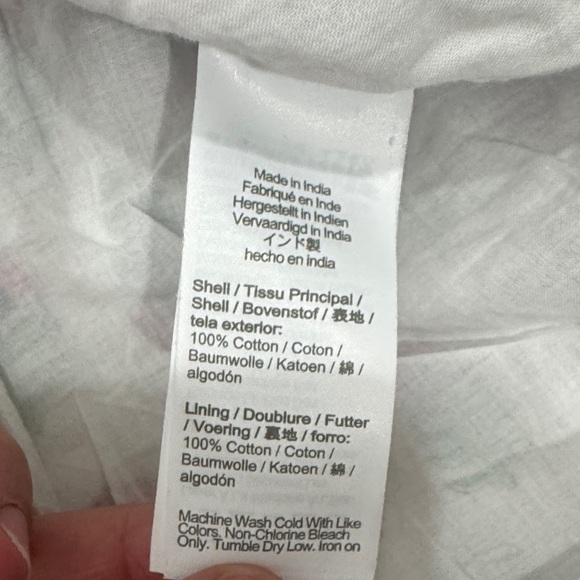 Made in India
Fabriqué en Inde
Hergestellt in Indien
Vervaardigd in India
インド製
hecho en india
Shell / Tissu Principal /
Shell / Bovenstof / 表地 /
tela exterior:
100% Cotton / Coton /
Baumwolle / Katoen / 綿 /
algodón
Lining / Doublure / Futter
/ Voering / 裏地 / forro:
100% Cotton / Coton /
Baumwolle / Katoen / 綿 /
algodón
Machine Wash Cold With Like
Colors. Non-Chlorine Bleach
Only. Tumble Dry Low. Iron on